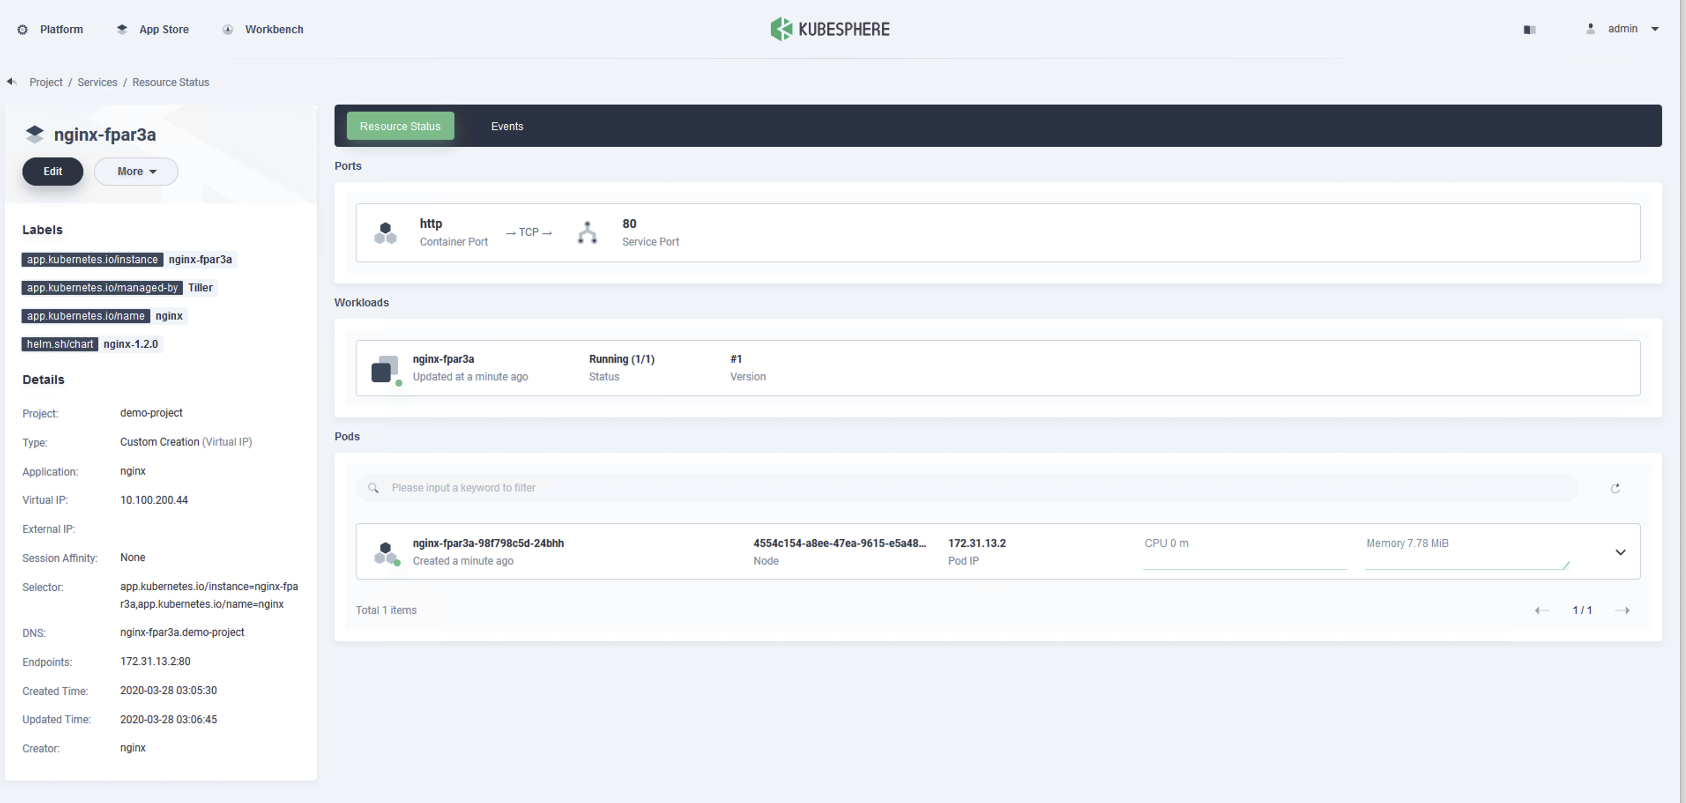 Platform
App Store
Workbench
KUBESPHERE
admin
Project / Services / Resource Status
nginx-fpar3a
Edit
More
Labels
app.kubernetes.io/instance nginx-fpar3a
app.kubernetes.io/managed-by Tiller
app.kubernetes.io/name nginx
helm.sh/chart nginx-1.2.0
Details
Project: demo-project
Type: Custom Creation (Virtual IP)
Application: nginx
Virtual IP: 10.100.200.44
External IP:
Session Affinity: None
Selector: app.kubernetes.io/instance=nginx-fpa
r3a,app.kubernetes.io/name=nginx
DNS: nginx-fpar3a.demo-project
Endpoints: 172.31.13.2:80
Created Time: 2020-03-28 03:05:30
Updated Time: 2020-03-28 03:06:45
Creator: nginx
Resource Status
Events
Ports
http
Container Port
→ TCP →
80
Service Port
Workloads
nginx-fpar3a
Updated at a minute ago
Running (1/1)
Status
#1
Version
Pods
Please input a keyword to filter
nginx-fpar3a-98f798c5d-24bhh
Created a minute ago
4554c154-a8ee-47ea-9615-e5a48...
Node
172.31.13.2
Pod IP
CPU 0 m
Memory 7.78 MiB
Total 1 items
1 / 1